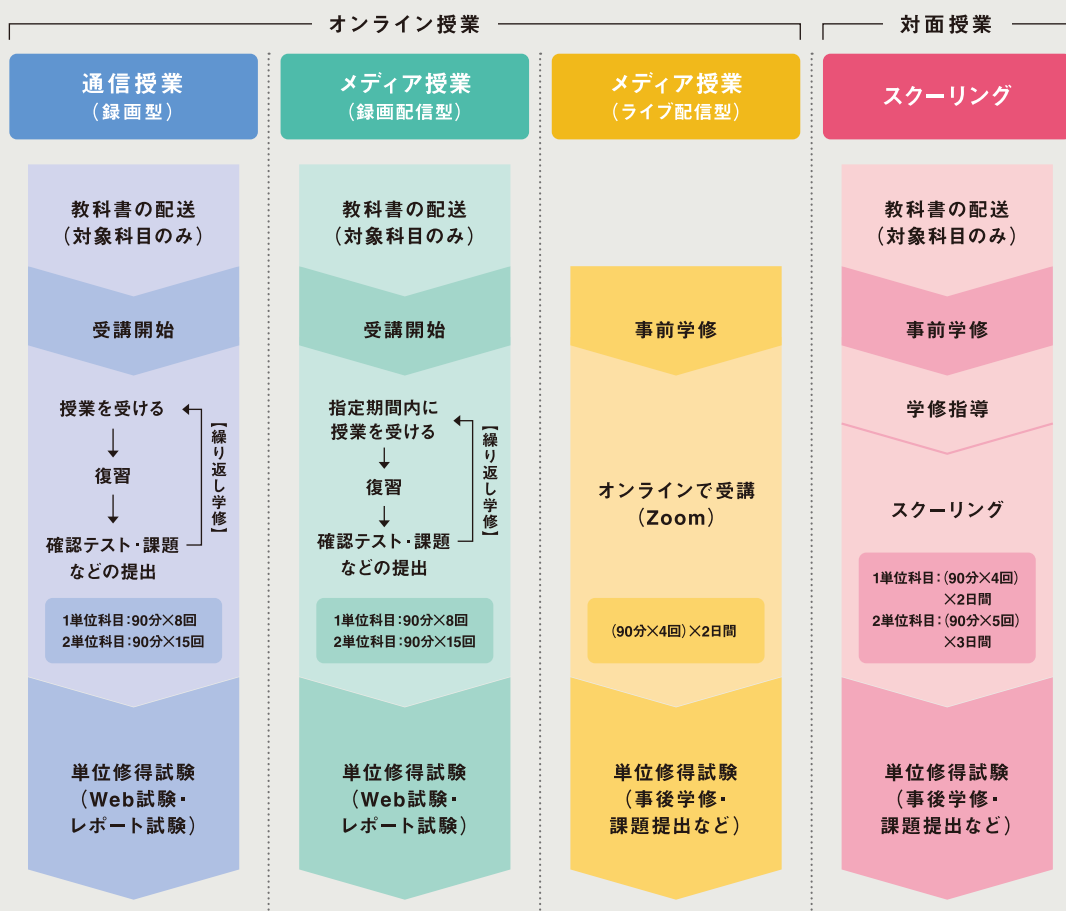 オンライン授業
対面授業
通信授業
(録画型)
メディア授業
(録画配信型)
メディア授業
(ライブ配信型)
スクーリング
教科書の配送
(対象科目のみ)
受講開始
授業を受ける
復習
確認テスト・課題
などの提出
【繰り返し学修】
1単位科目:90分×8回
2単位科目:90分×15回
単位修得試験
(Web試験・
レポート試験)
教科書の配送
(対象科目のみ)
受講開始
指定期間内に
授業を受ける
復習
確認テスト・課題
などの提出
【繰り返し学修】
1単位科目:90分×8回
2単位科目:90分×15回
単位修得試験
(Web試験・
レポート試験)
事前学修
オンラインで受講
(Zoom)
(90分×4回)×2日間
単位修得試験
(事後学修・
課題提出など)
教科書の配送
(対象科目のみ)
事前学修
学修指導
スクーリング
1単位科目:(90分×4回)
×2日間
2単位科目:(90分×5回)
×3日間
単位修得試験
(事後学修・
課題提出など)